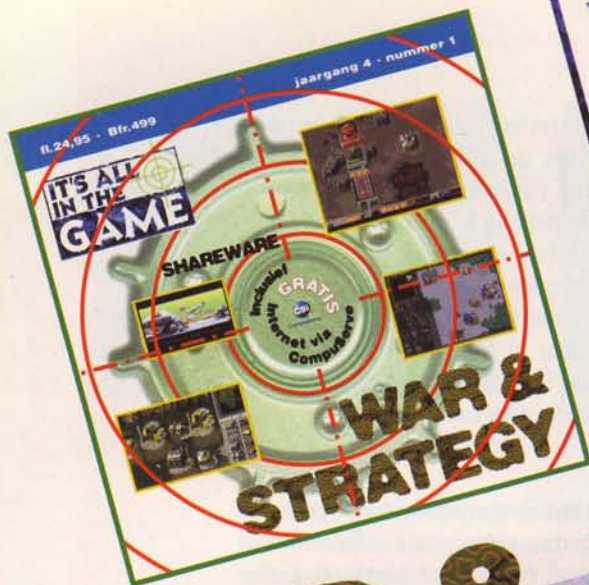 fl.24,95 - Bfr.499
jaargang 4 - nummer 1
IT'S ALL
IN THE
GAME
SHAREWARE
GRATIS
Inclusief
Internet via
CompuServe
WAR &
STRATEGY